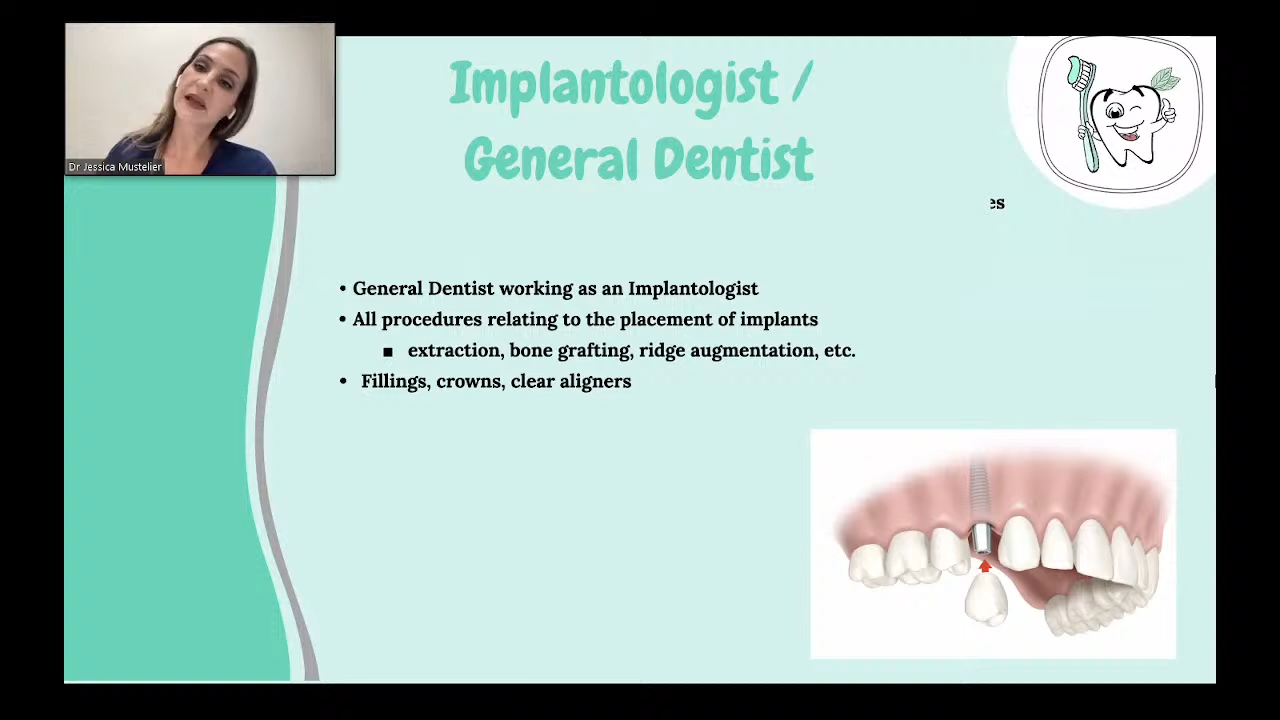 Dr Jessica Mustelier
Implantologist /
General Dentist
es
• General Dentist working as an Implantologist
• All procedures relating to the placement of implants
▪ extraction, bone grafting, ridge augmentation, etc.
• Fillings, crowns, clear aligners